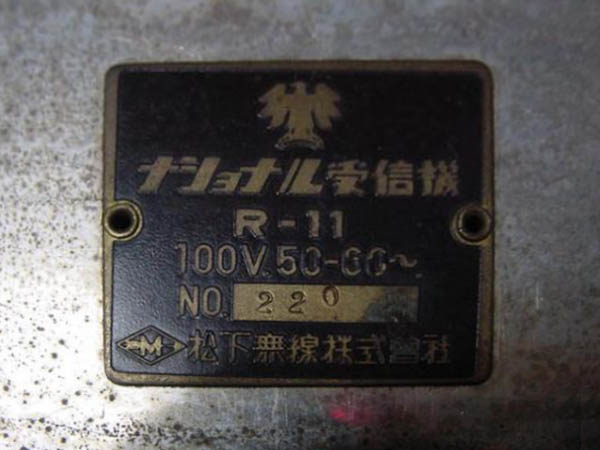 ナショナル受信機
R-11
100V.50-60~
NO. 220
M 松下無線株式會社